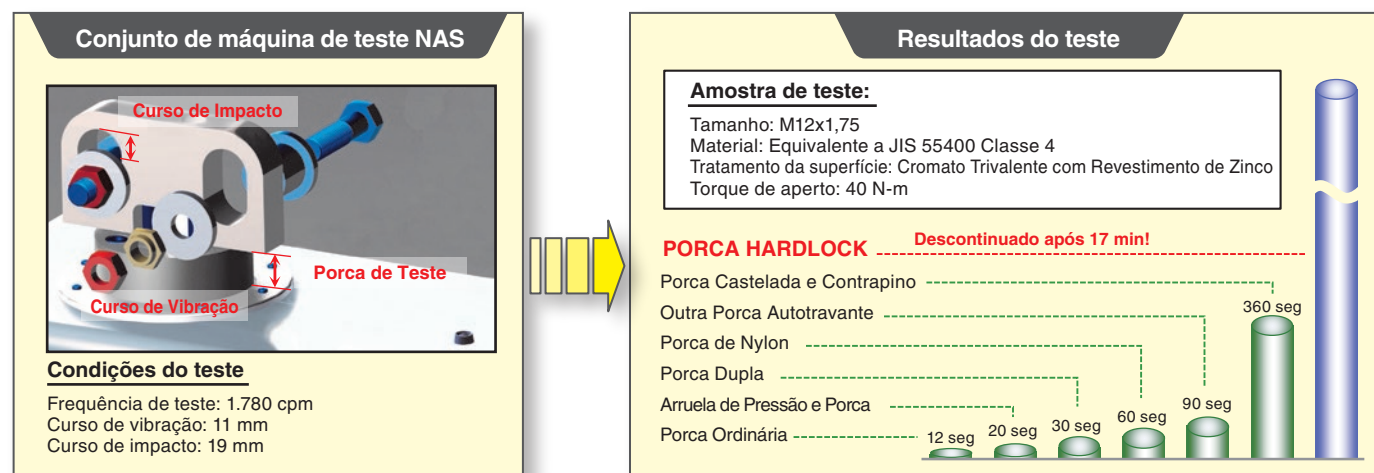 Conjunto de máquina de teste NAS
Curso de Impacto
Porca de Teste
Curso de Vibração
Condições do teste
Frequência de teste: 1.780 cpm
Curso de vibração: 11 mm
Curso de impacto: 19 mm
Resultados do teste
Amostra de teste:
Tamanho: M12x1,75
Material: Equivalente a JIS 55400 Classe 4
Tratamento da superfície: Cromato Trivalente com Revestimento de Zinco
Torque de aperto: 40 N-m
PORCA HARDLOCK Descontinuado após 17 min!
Porca Castelada e Contrapino
360 seg
Outra Porca Autotravante
Porca de Nylon
Porca Dupla
Arruela de Pressão e Porca
Porca Ordinária
12 seg 20 seg 30 seg 60 seg 90 seg